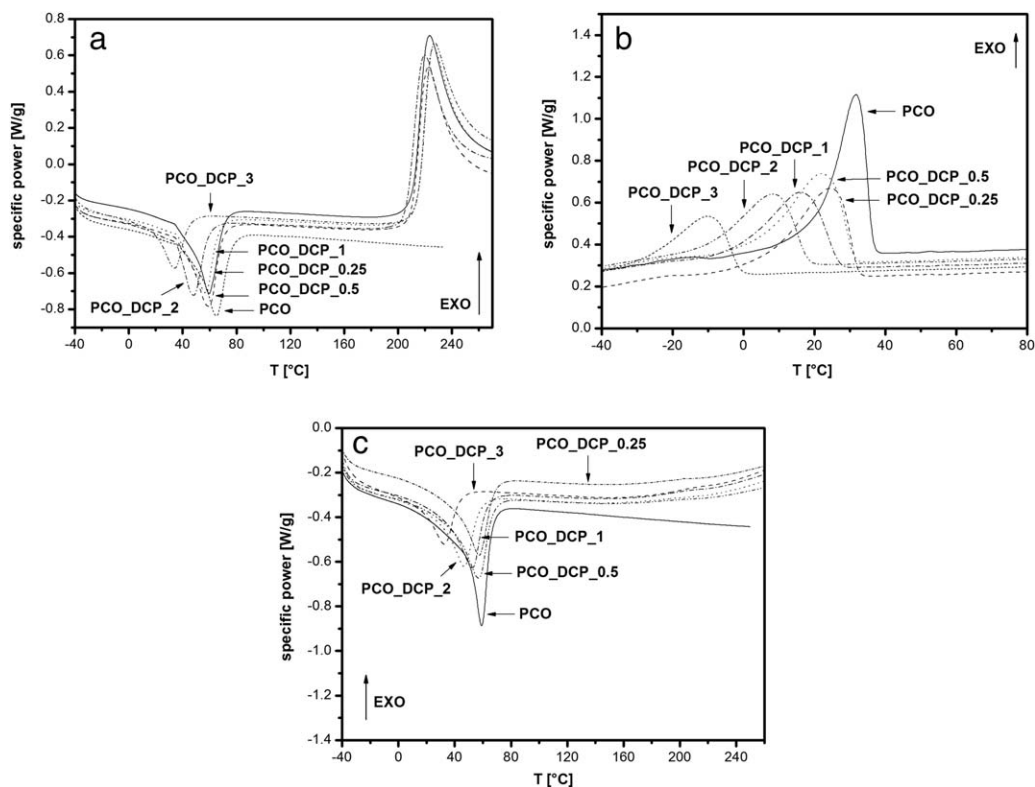 a
specific power [W/g]
0.8
0.6
0.4
0.2
0.0
-0.2
-0.4
-0.6
-0.8
PCO_DCP_3
PCO_DCP_1
PCO_DCP_0.25
PCO_DCP_0.5
PCO_DCP_2
PCO
EXO
-40 0 40 80 120 160 200 240
T [°C]
b
specific power [W/g]
1.4
1.2
1.0
0.8
0.6
0.4
0.2
0.0
EXO
PCO
PCO_DCP_1
PCO_DCP_2
PCO_DCP_3
PCO_DCP_0.5
PCO_DCP_0.25
-40 -20 0 20 40 60 80
T [°C]
c
specific power [W/g]
0.0
-0.2
-0.4
-0.6
-0.8
-1.0
-1.2
-1.4
PCO_DCP_3
PCO_DCP_0.25
PCO_DCP_1
PCO_DCP_2
PCO_DCP_0.5
PCO
EXO
-40 0 40 80 120 160 200 240
T [°C]